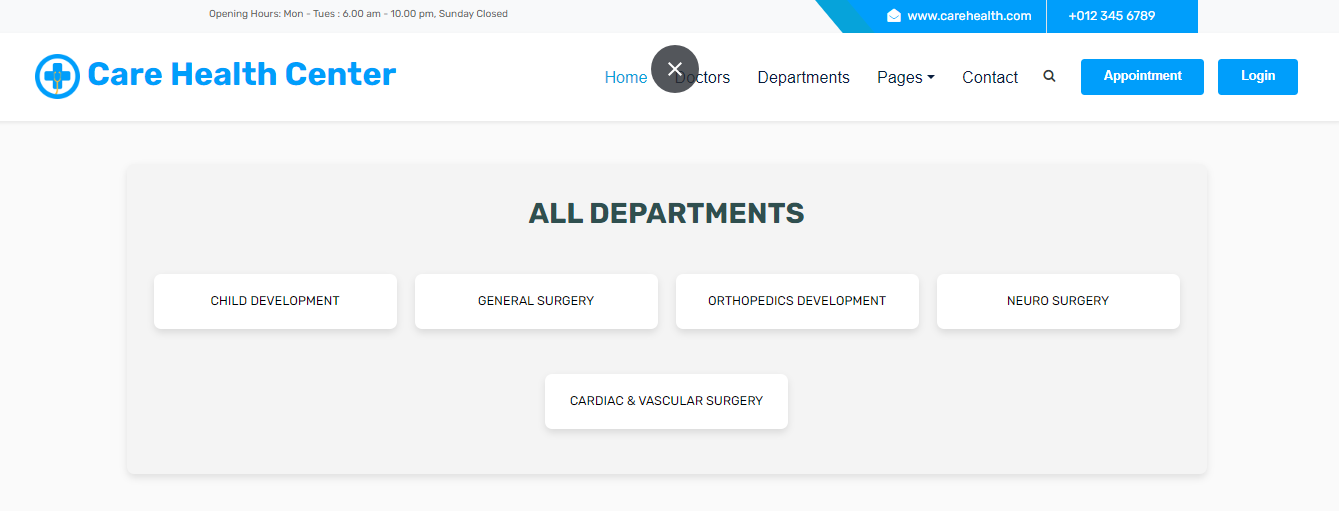 Opening Hours: Mon - Tues : 6.00 am - 10.00 pm, Sunday Closed
www.carehealth.com
+012 345 6789
Care Health Center
Home Doctors Departments Pages Contact
Appointment
Login
ALL DEPARTMENTS
CHILD DEVELOPMENT
GENERAL SURGERY
ORTHOPEDICS DEVELOPMENT
NEURO SURGERY
CARDIAC & VASCULAR SURGERY